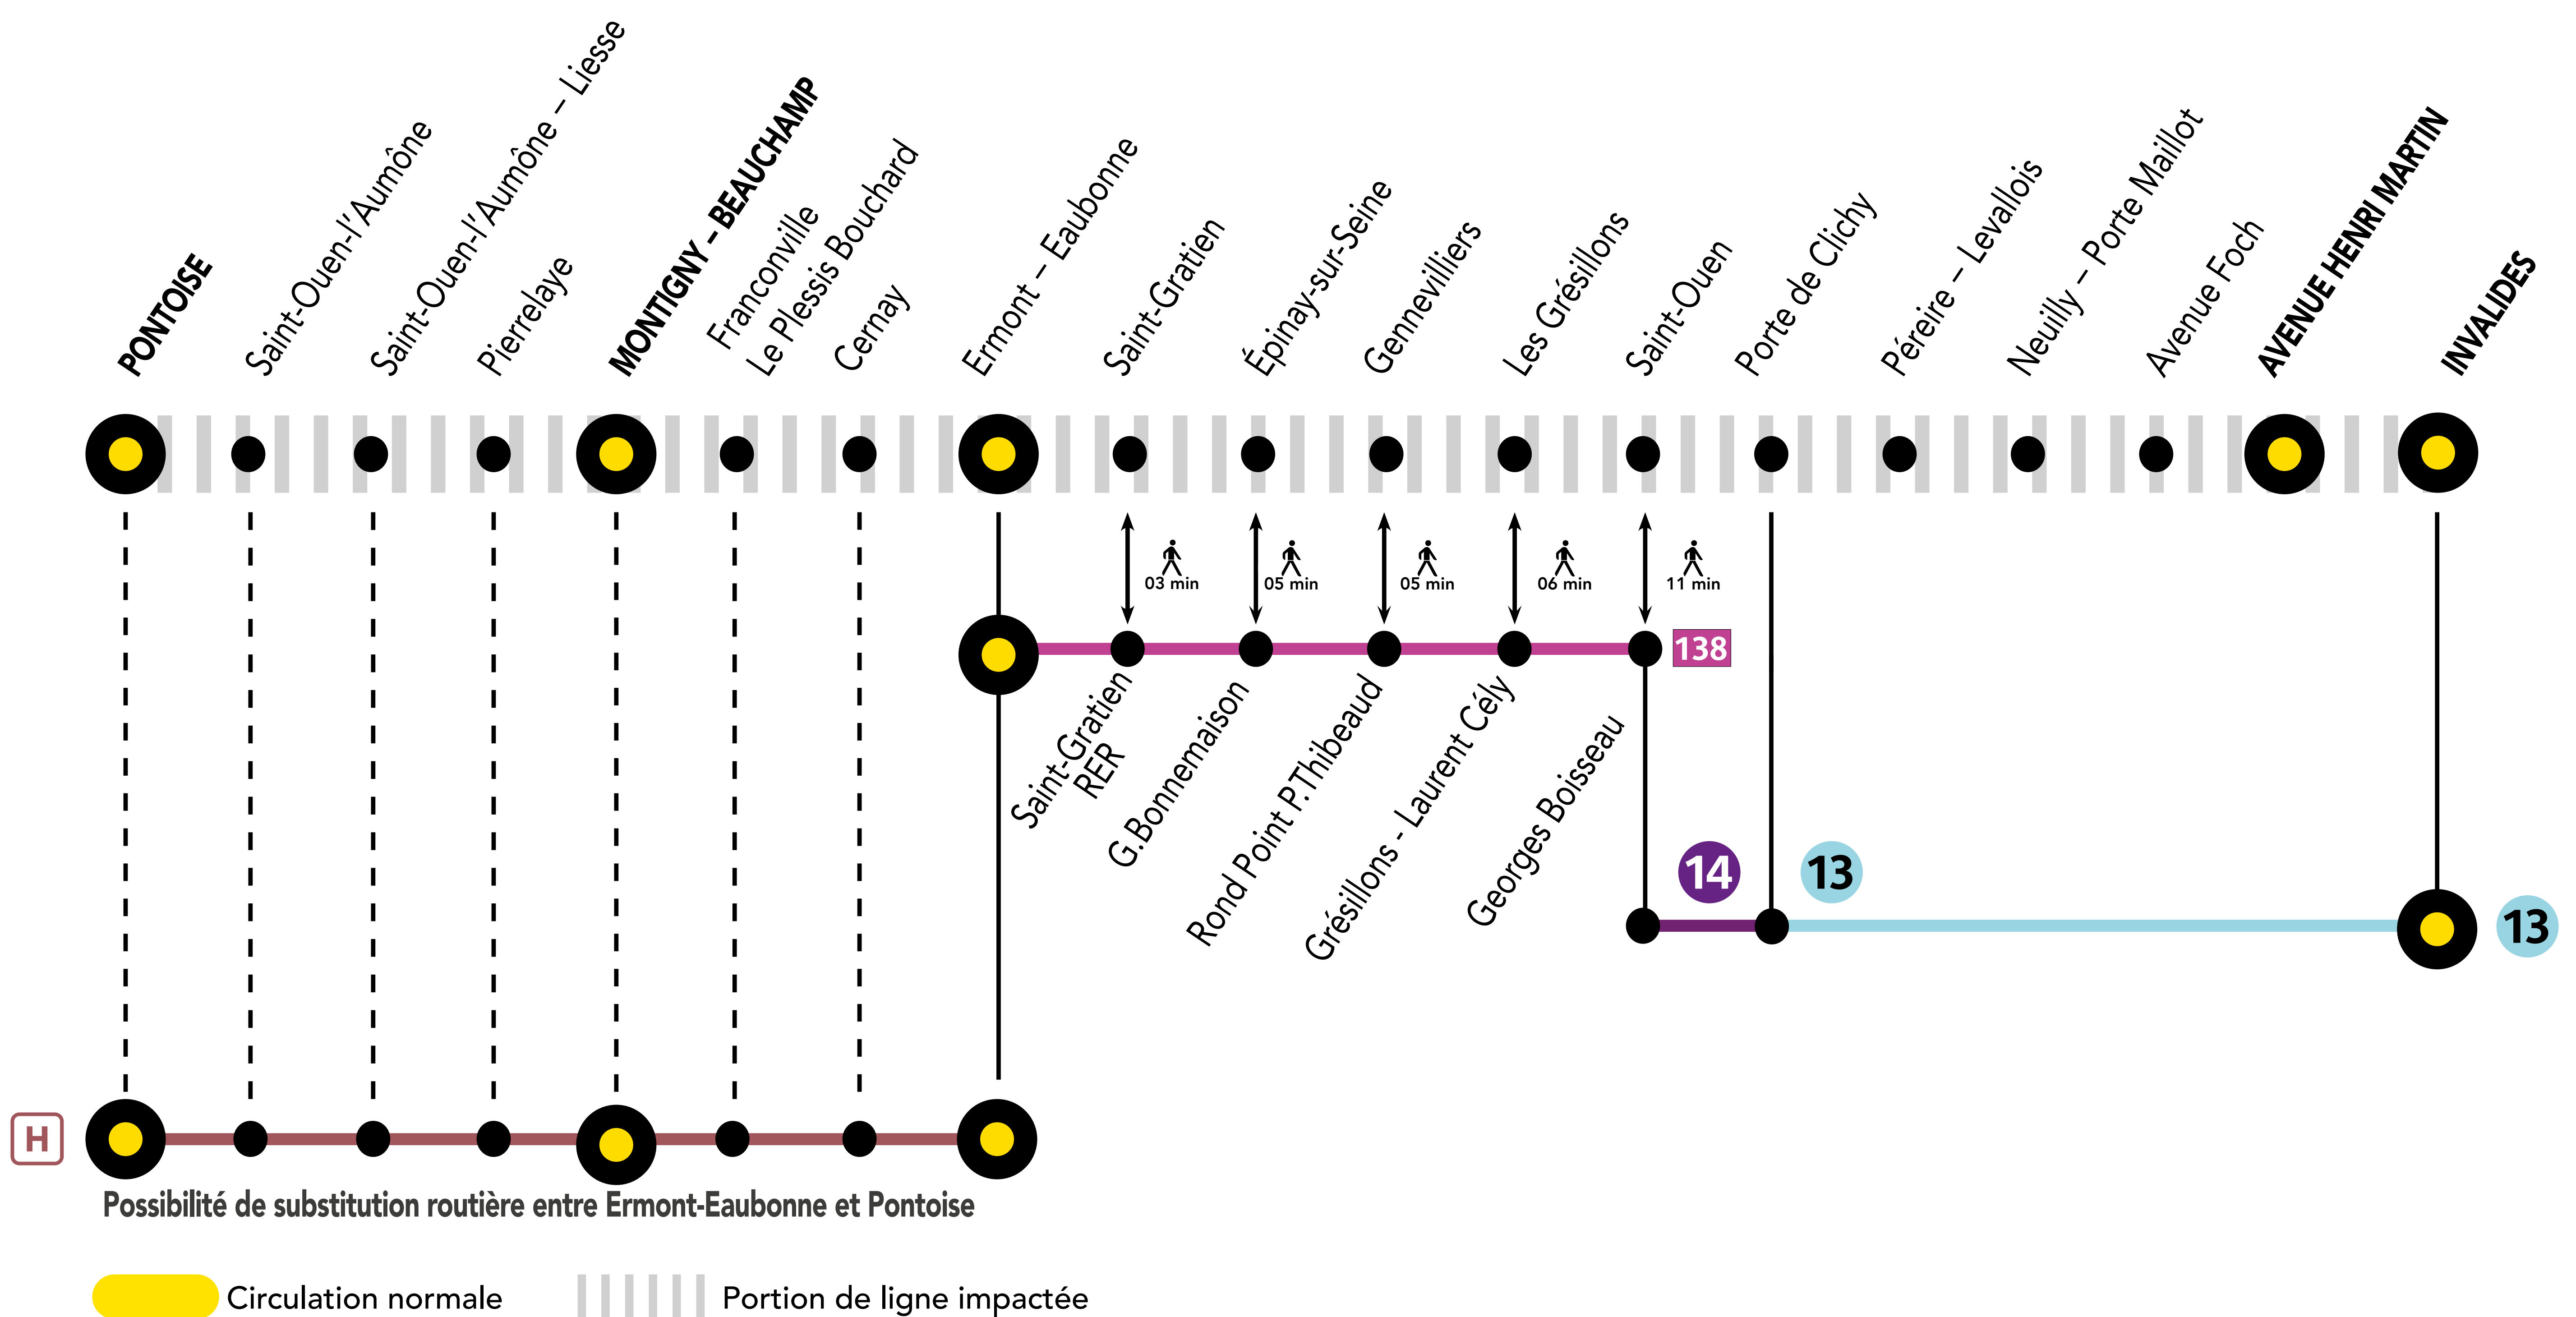 PONTOISE
Saint-Ouen-l'Aumône
Saint-Ouen-l'Aumône – Liesse
Pierrelaye
MONTIGNY – BEAUCHAMP
Franconville
Le Plessis Bouchard
Cernay
Ermont – Eaubonne
Saint-Gratien
Épinay-sur-Seine
Gennevilliers
Les Grésillons
Saint-Ouen
Porte de Clichy
Péreire – Levallois
Neuilly – Porte Maillot
Avenue Foch
AVENUE HENRI MARTIN
INVALIDES
03 min
05 min
05 min
06 min
11 min
138
Saint-Gratien
RER
G.Bonnemaison
Rond Point P.Thibeaud
Grésillons - Laurent Cély
Georges Boisseau
14
13
13
H
Possibilité de substitution routière entre Ermont-Eaubonne et Pontoise
Circulation normale
Portion de ligne impactée